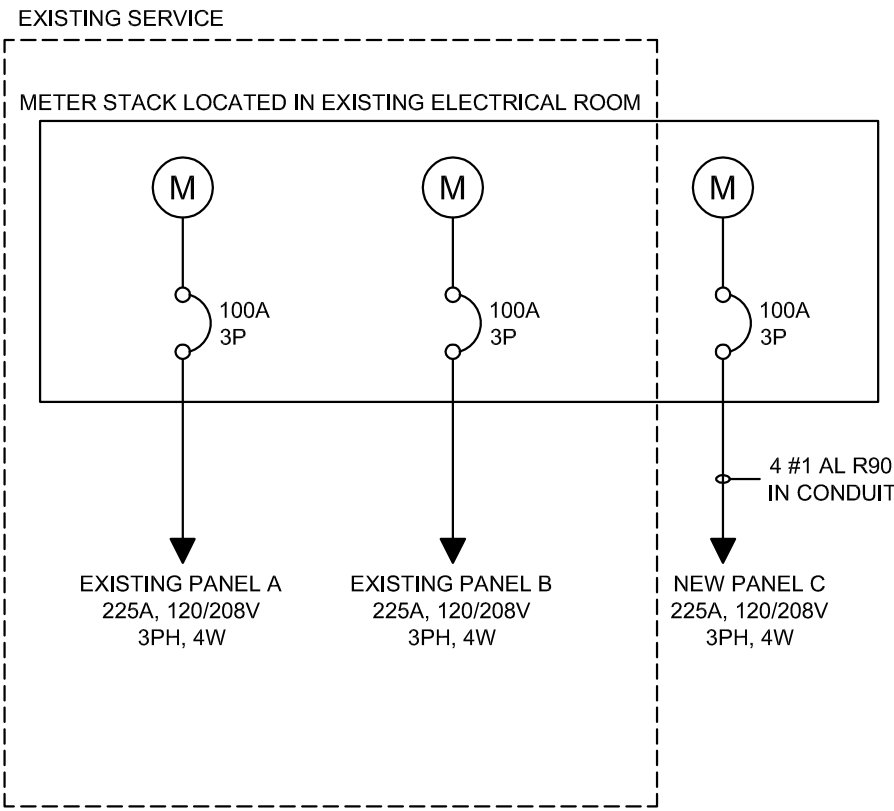 EXISTING SERVICE
METER STACK LOCATED IN EXISTING ELECTRICAL ROOM
M
M
M
100A
3P
100A
3P
100A
3P
4 #1 AL R90
IN CONDUIT
EXISTING PANEL A
225A, 120/208V
3PH, 4W
EXISTING PANEL B
225A, 120/208V
3PH, 4W
NEW PANEL C
225A, 120/208V
3PH, 4W